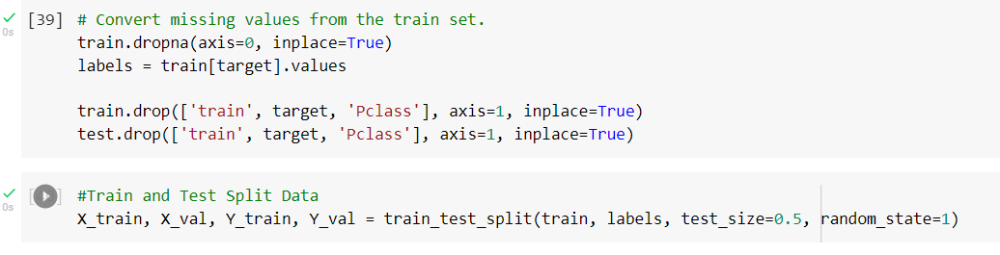 [39] # Convert missing values from the train set.
0s
train.dropna(axis=0, inplace=True)
labels = train[target].values
train.drop(['train', target, 'Pclass'], axis=1, inplace=True)
test.drop(['train', target, 'Pclass'], axis=1, inplace=True)
#Train and Test Split Data
0s
X_train, X_val, Y_train, Y_val = train_test_split(train, labels, test_size=0.5, random_state=1)